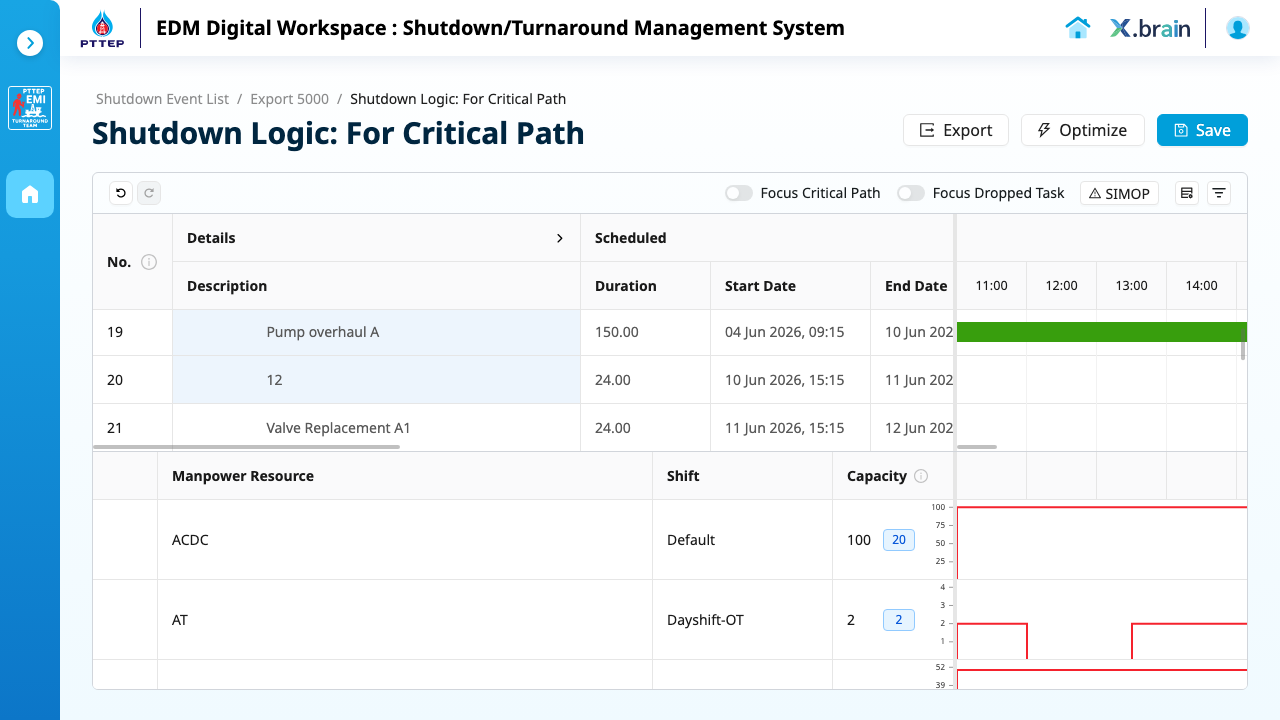 PTTEP
EDM Digital Workspace : Shutdown/Turnaround Management System
X.brain
PTTEP
EMI
TURNAROUND
TEAM
Shutdown Event List / Export 5000 / Shutdown Logic: For Critical Path
Shutdown Logic: For Critical Path
Export
Optimize
Save
Focus Critical Path
Focus Dropped Task
SIMOP
No.
Details
Scheduled
Description
Duration
Start Date
End Date
11:00
12:00
13:00
14:00
19 Pump overhaul A 150.00 04 Jun 2026, 09:15 10 Jun 202
20 12 24.00 10 Jun 2026, 15:15 11 Jun 202
21 Valve Replacement A1 24.00 11 Jun 2026, 15:15 12 Jun 202
Manpower Resource Shift Capacity
ACDC Default 100 20
100
75
50
25
AT Dayshift-OT 2 2
4
3
2
1
52
39